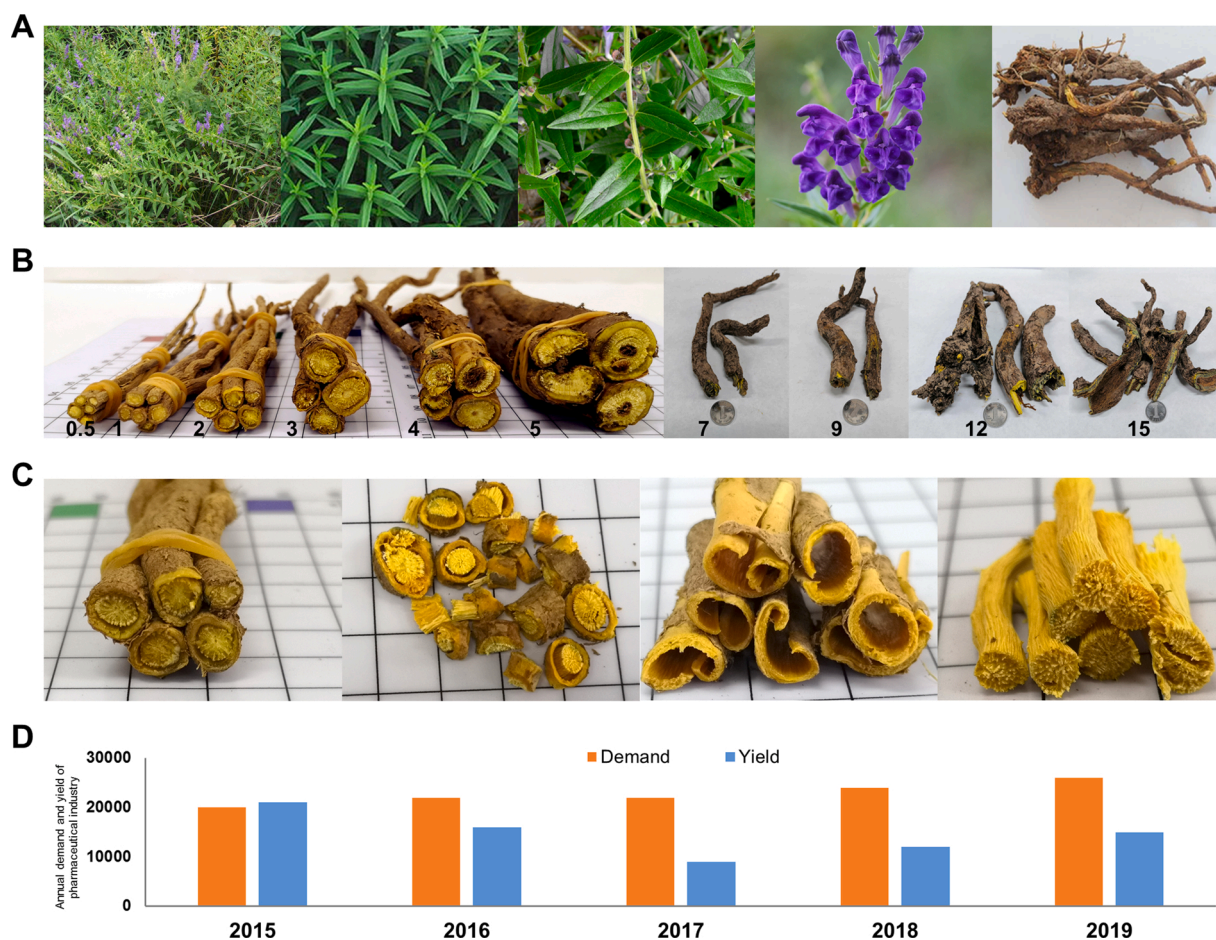 A
B
0.5 1 2 3 4 5 7 9 12 15
C
D
Annual demand and yield of
pharmaceutical industry
30000
20000
10000
0
Demand Yield
2015 2016 2017 2018 2019